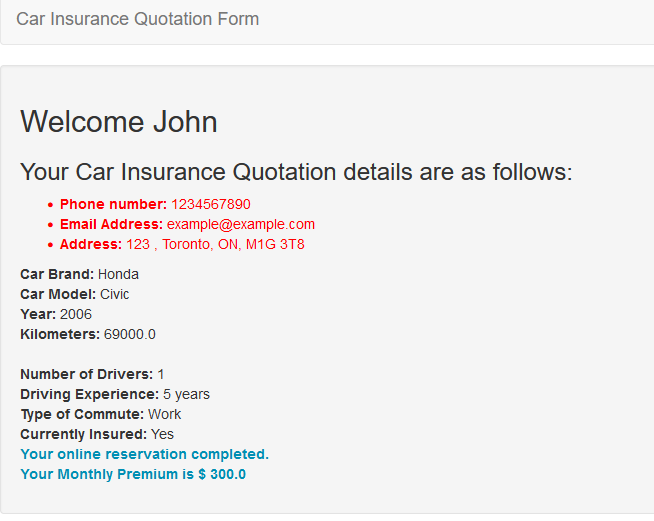 Car Insurance Quotation Form
Welcome John
Your Car Insurance Quotation details are as follows:
• Phone number: 1234567890
• Email Address: example@example.com
• Address: 123 , Toronto, ON, M1G 3T8
Car Brand: Honda
Car Model: Civic
Year: 2006
Kilometers: 69000.0
Number of Drivers: 1
Driving Experience: 5 years
Type of Commute: Work
Currently Insured: Yes
Your online reservation completed.
Your Monthly Premium is $ 300.0